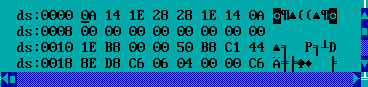 ds:0000 0A 14 1E 28 28 1E 14 0A ◙¶▲((▲¶◙
ds:0008 00 00 00 00 00 00 00 00
ds:0010 1E B8 00 00 50 B8 C1 44 ▲╕  P╕┴D
ds:0018 8E D8 C6 06 04 00 00 C6 Ä╪╞♠♦  ╞